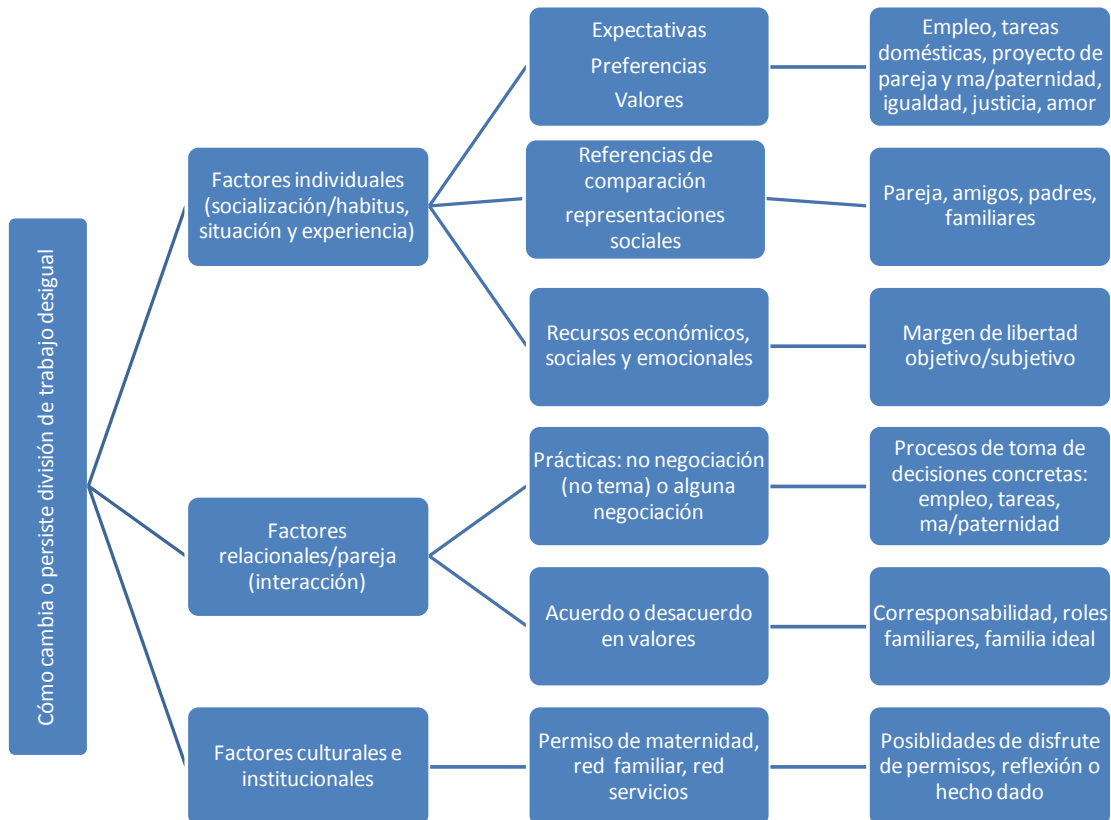 Cómo cambia o persiste división de trabajo desigual
Factores individuales
(socialización/habitus,
situación y experiencia)
Expectativas
Preferencias
Valores
Empleo, tareas
domésticas, proyecto de
pareja y ma/paternidad,
igualdad, justicia, amor
Referencias de
comparación
representaciones
sociales
Pareja, amigos, padres,
familiares
Recursos económicos,
sociales y emocionales
Margen de libertad
objetivo/subjetivo
Factores
relacionales/pareja
(interacción)
Prácticas: no negociación
(no tema) o alguna
negociación
Procesos de toma de
decisiones concretas:
empleo, tareas,
ma/paternidad
Acuerdo o desacuerdo
en valores
Corresponsabilidad, roles
familiares, familia ideal
Factores culturales e
institucionales
Permiso de maternidad,
red familiar, red
servicios
Posiblidades de disfrute
de permisos, reflexión o
hecho dado